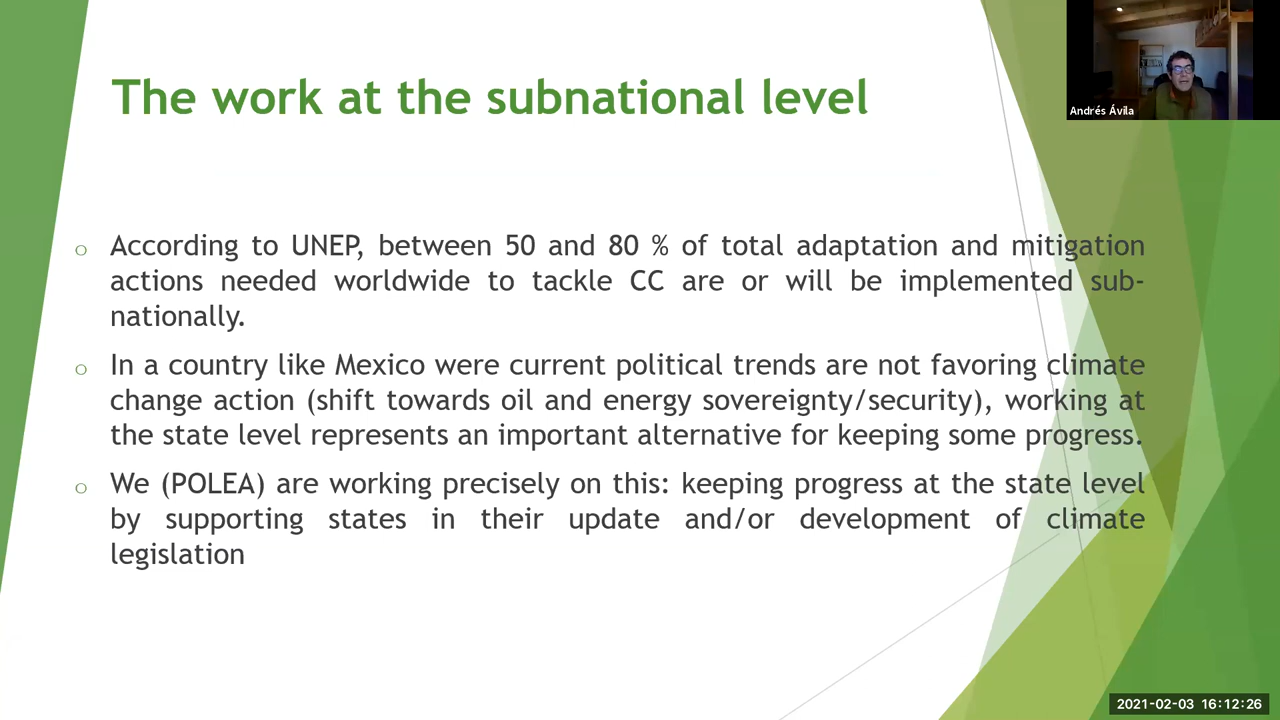 The work at the subnational level
Andrés Ávila
o According to UNEP, between 50 and 80 % of total adaptation and mitigation
actions needed worldwide to tackle CC are or will be implemented sub-
nationally.
o In a country like Mexico were current political trends are not favoring climate
change action (shift towards oil and energy sovereignty/security), working at
the state level represents an important alternative for keeping some progress.
o We (POLEA) are working precisely on this: keeping progress at the state level
by supporting states in their update and/or development of climate
legislation
2021-02-03 16:12:26